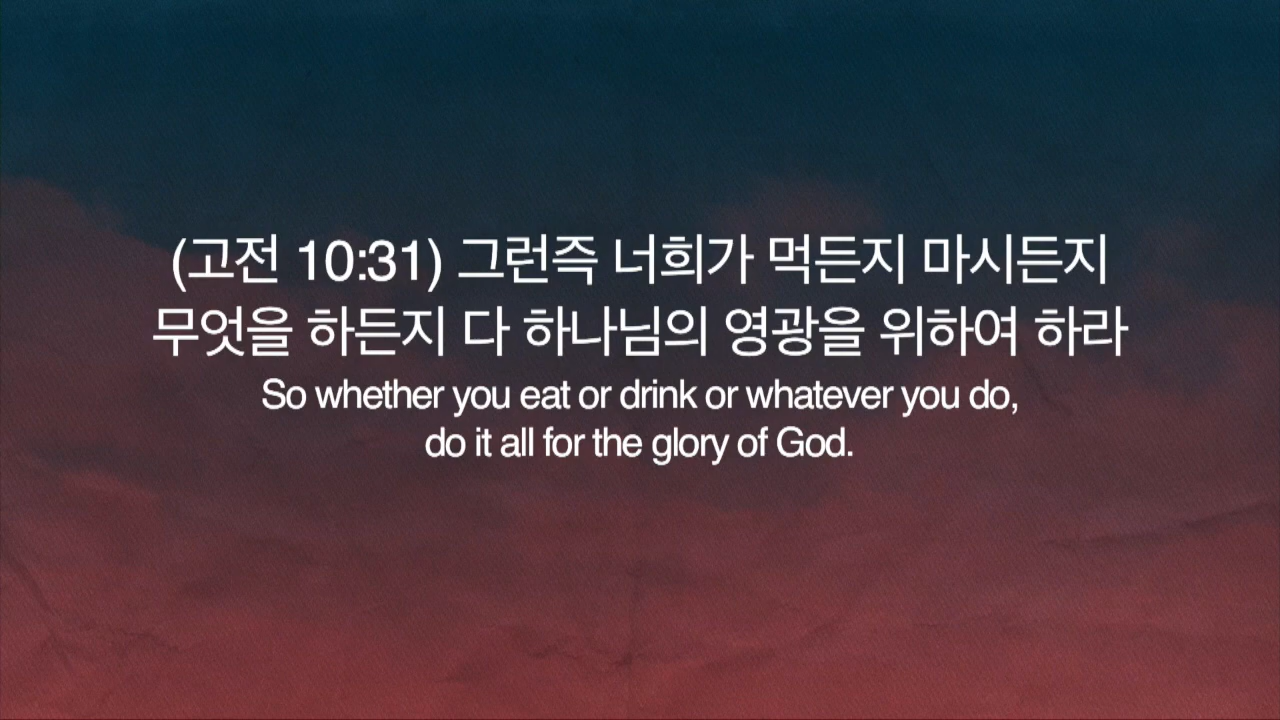 (고전 10:31) 그런즉 너희가 먹든지 마시든지
무엇을 하든지 다 하나님의 영광을 위하여 하라
So whether you eat or drink or whatever you do,
do it all for the glory of God.